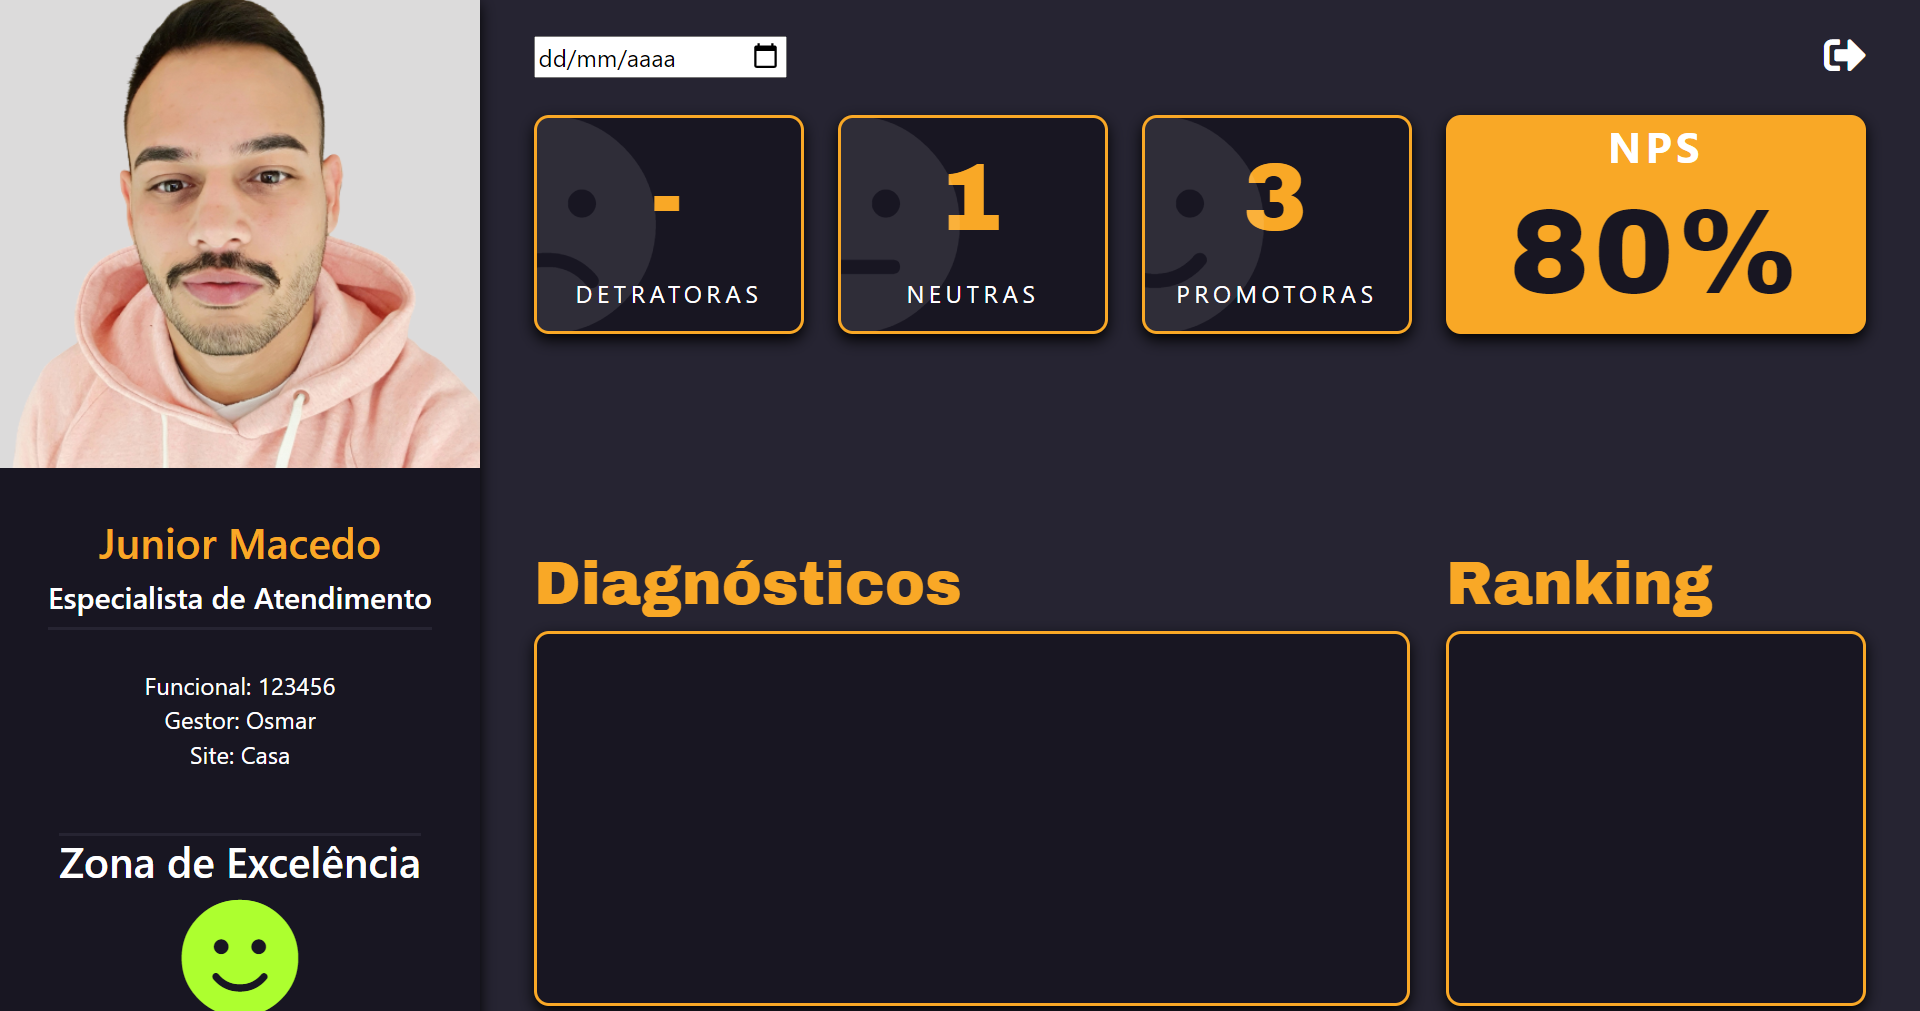 dd/mm/aaaa
-
DETRATORAS
1
NEUTRAS
3
PROMOTORAS
NPS
80%
Junior Macedo
Especialista de Atendimento
Funcional: 123456
Gestor: Osmar
Site: Casa
Zona de Excelência
Diagnósticos
Ranking